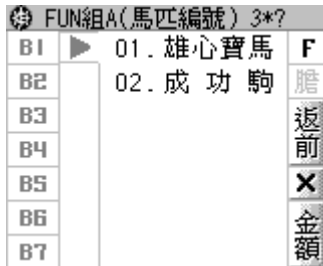 FUN組A(馬匹編號) 3*?
B1 ▶ 01.雄心寶馬 F
B2 02.成 功 駒 膽
B3
B4 返前
B5 X
B6 金額
B7